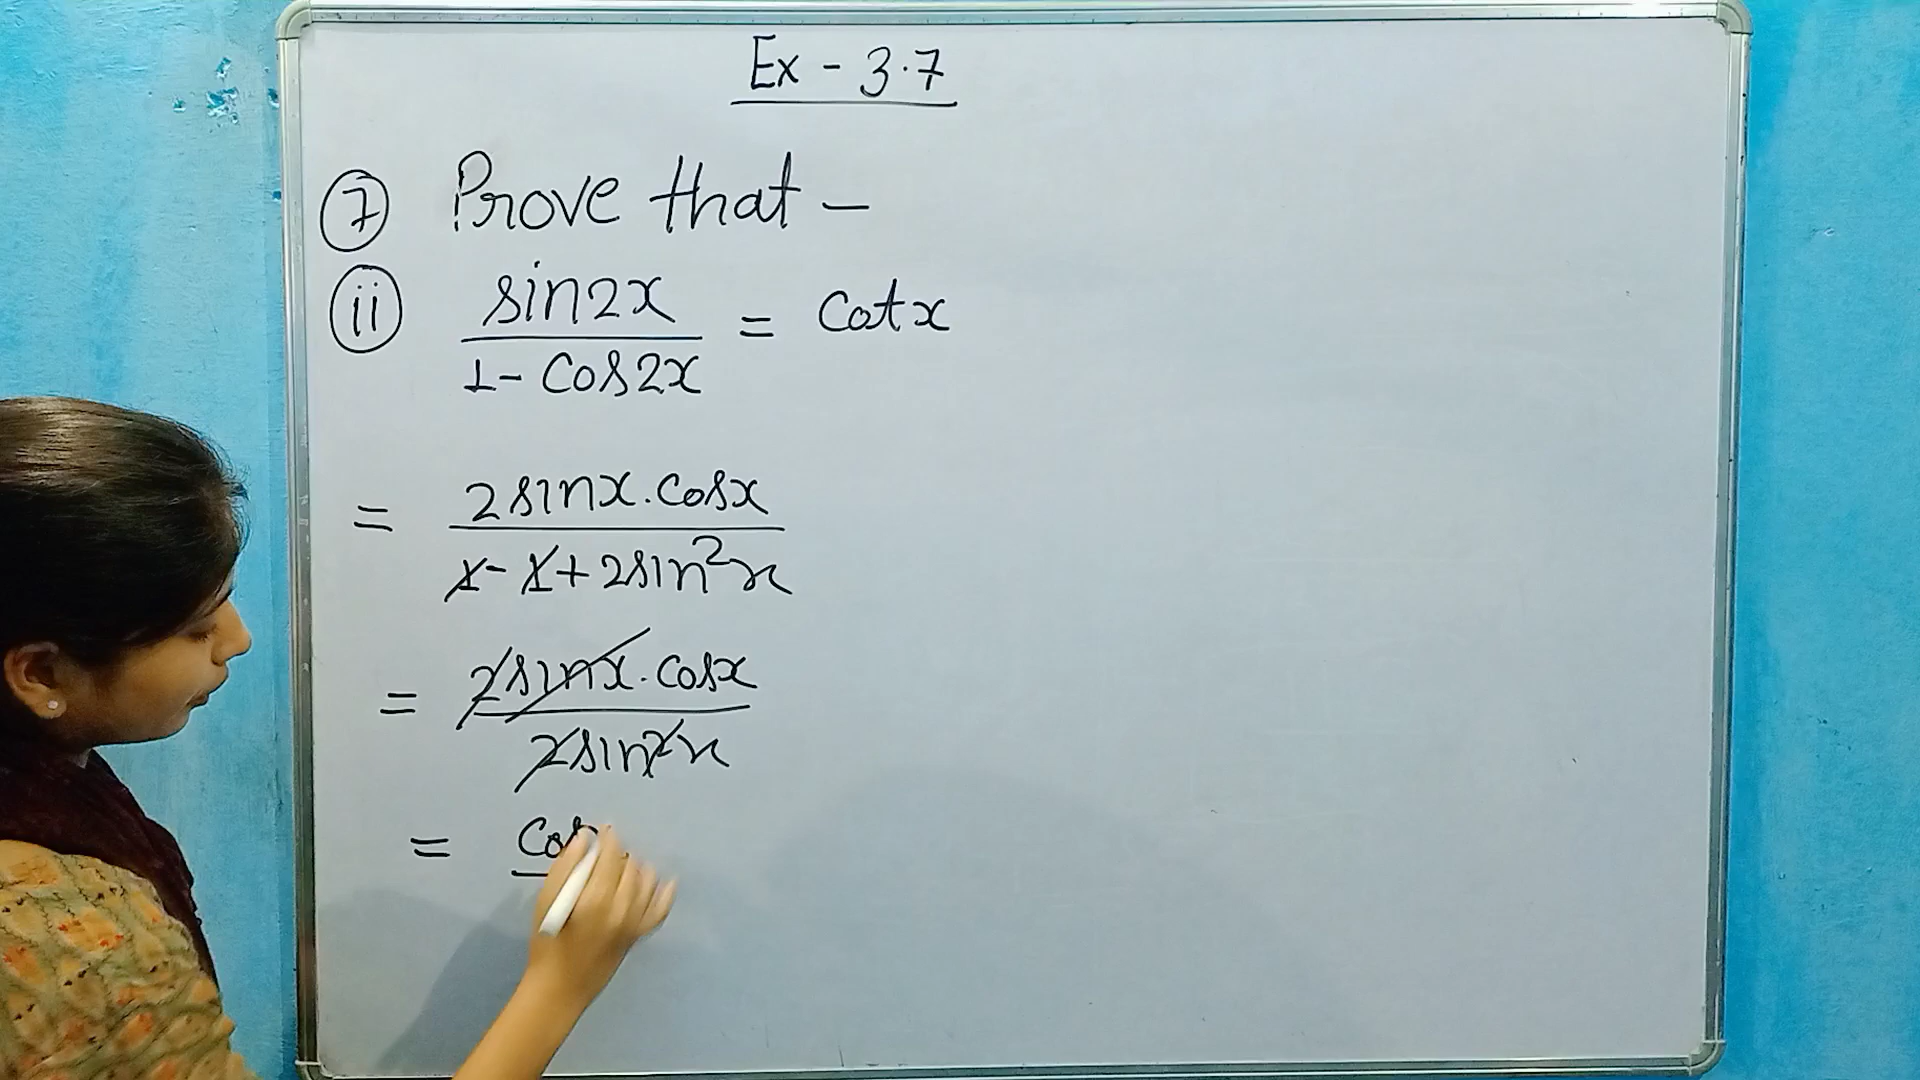 Ex - 3.7
7 Prove that -
ii sin2x / 1 - cos2x = cotx
= 2sinx.cosx / 1 - 1 + 2sin²x
= 2sinx.cosx / 2sin²x
= cos